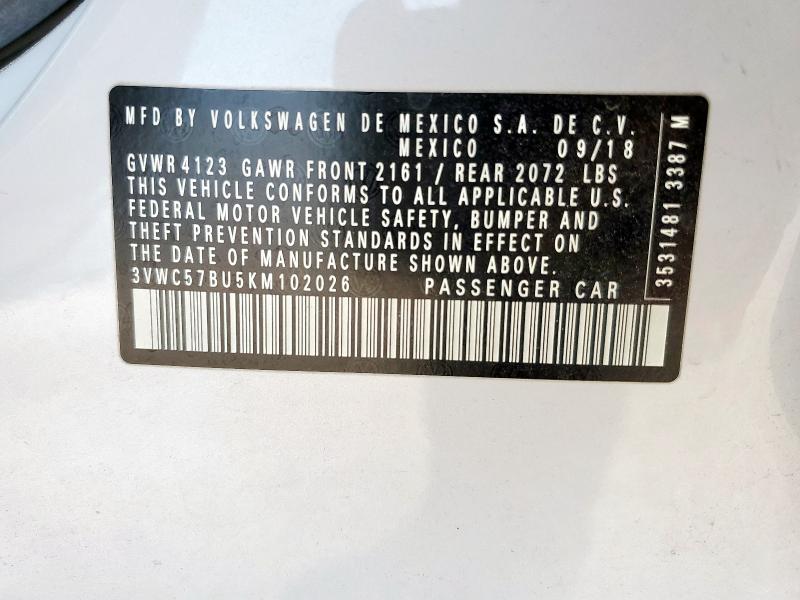 MFD BY VOLKSWAGEN DE MEXICO S.A. DE C.V.
MEXICO 09/18
GVWR 4123 GAWR FRONT 2161 / REAR 2072 LBS
THIS VEHICLE CONFORMS TO ALL APPLICABLE U.S.
FEDERAL MOTOR VEHICLE SAFETY, BUMPER AND
THEFT PREVENTION STANDARDS IN EFFECT ON
THE DATE OF MANUFACTURE SHOWN ABOVE.
3VWC57BU5KM102026 PASSENGER CAR
3531481 3387 M